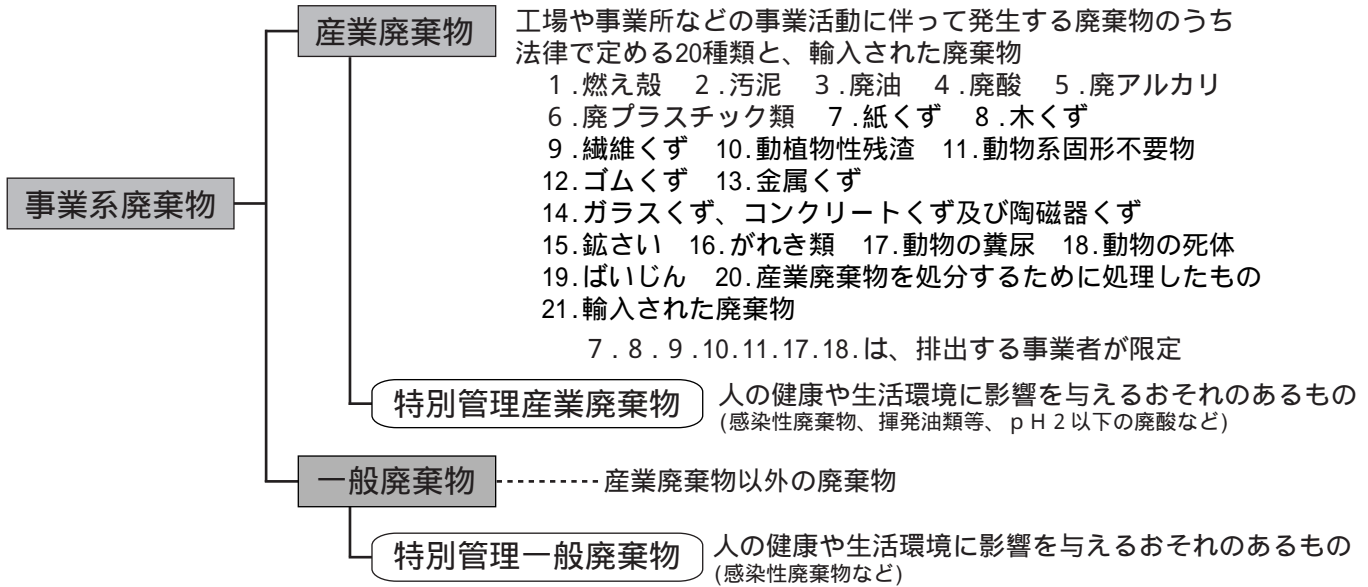 事業系廃棄物
産業廃棄物
工場や事業所などの事業活動に伴って発生する廃棄物のうち
法律で定める20種類と、輸入された廃棄物
１.燃え殻　２.汚泥　３.廃油　４.廃酸　５.廃アルカリ
６.廃プラスチック類　７.紙くず　８.木くず
９.繊維くず　10.動植物性残渣　11.動物系固形不要物
12.ゴムくず　13.金属くず
14.ガラスくず、コンクリートくず及び陶磁器くず
15.鉱さい　16.がれき類　17.動物の糞尿　18.動物の死体
19.ばいじん　20.産業廃棄物を処分するために処理したもの
21.輸入された廃棄物
７.８.９.10.11.17.18.は、排出する事業者が限定
特別管理産業廃棄物
人の健康や生活環境に影響を与えるおそれのあるもの
(感染性廃棄物、揮発油類等、ｐＨ２以下の廃酸など)
一般廃棄物
産業廃棄物以外の廃棄物
特別管理一般廃棄物
人の健康や生活環境に影響を与えるおそれのあるもの
(感染性廃棄物など)